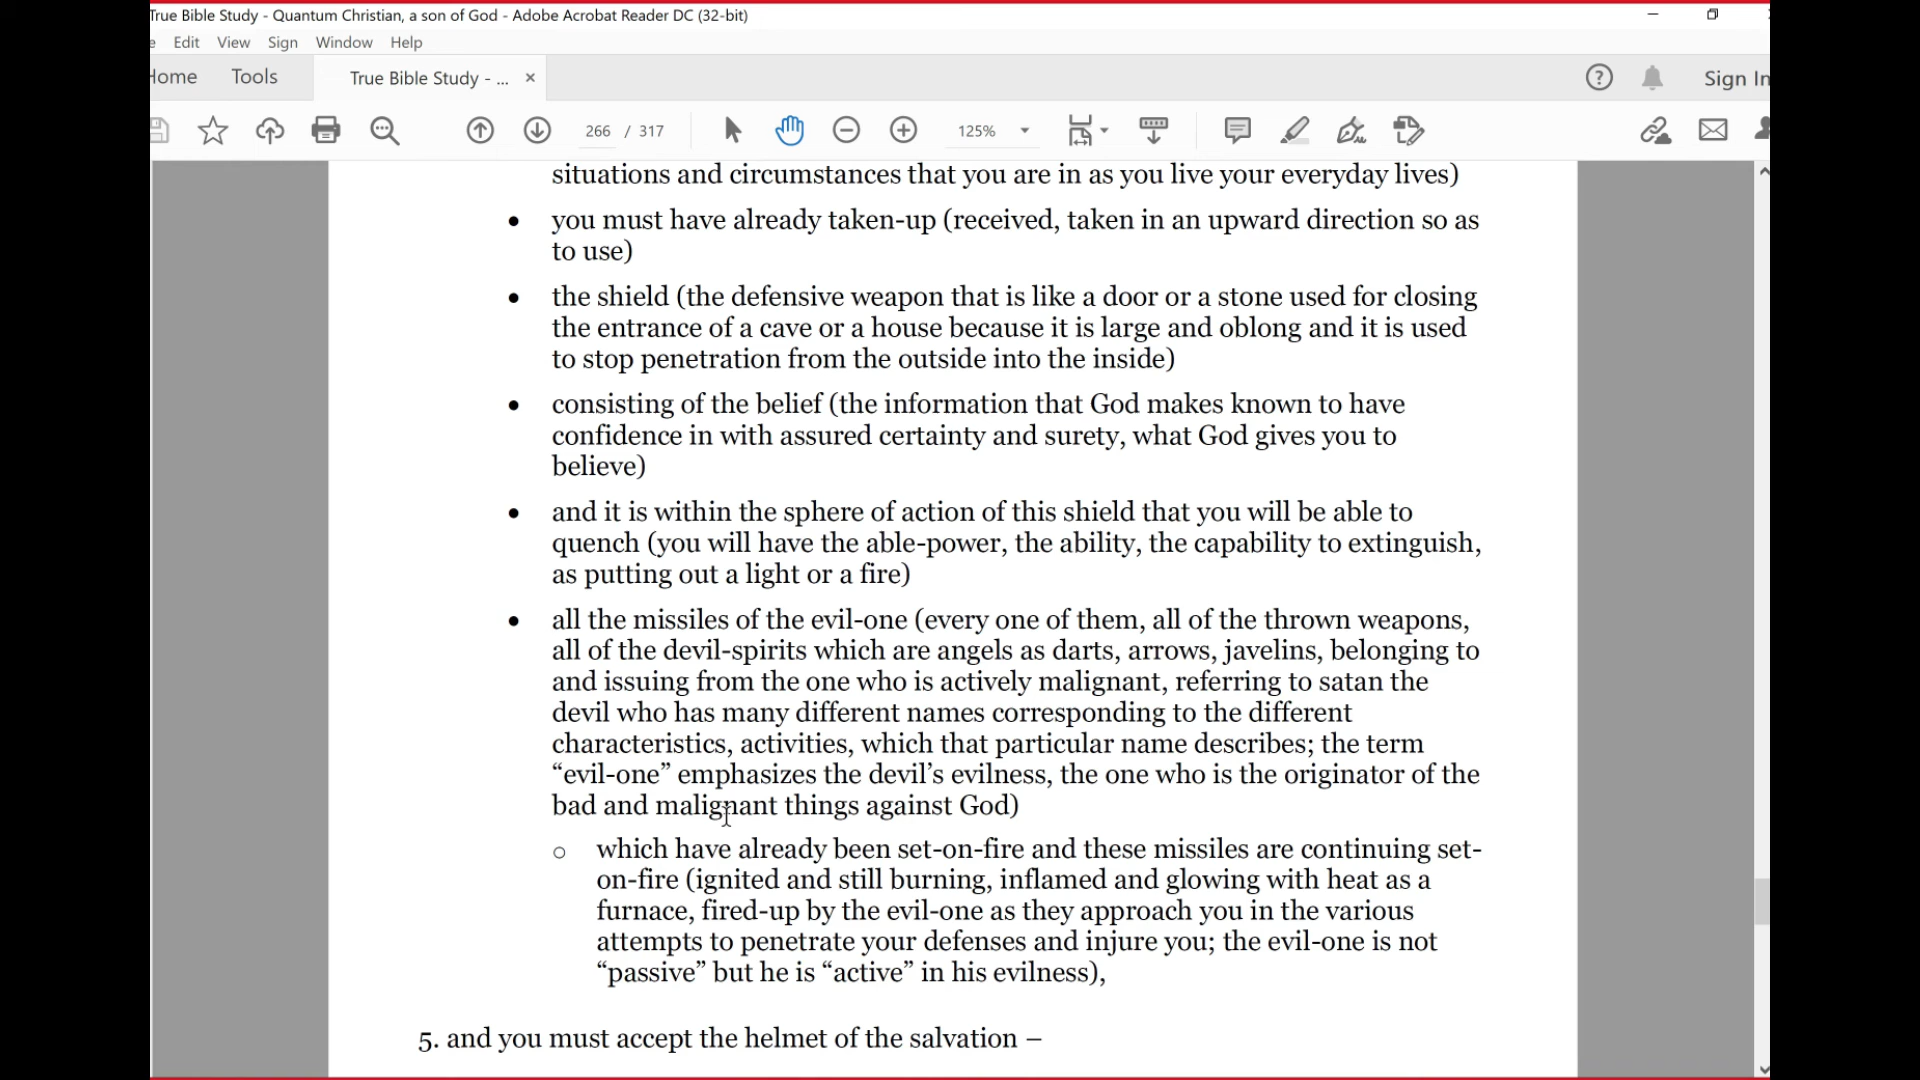 True Bible Study - Quantum Christian, a son of God - Adobe Acrobat Reader DC (32-bit)
Edit View Sign Window Help
Home Tools True Bible Study - ... × Sign In
266 / 317 125%
situations and circumstances that you are in as you live your everyday lives)
• you must have already taken-up (received, taken in an upward direction so as
to use)
• the shield (the defensive weapon that is like a door or a stone used for closing
the entrance of a cave or a house because it is large and oblong and it is used
to stop penetration from the outside into the inside)
• consisting of the belief (the information that God makes known to have
confidence in with assured certainty and surety, what God gives you to
believe)
• and it is within the sphere of action of this shield that you will be able to
quench (you will have the able-power, the ability, the capability to extinguish,
as putting out a light or a fire)
• all the missiles of the evil-one (every one of them, all of the thrown weapons,
all of the devil-spirits which are angels as darts, arrows, javelins, belonging to
and issuing from the one who is actively malignant, referring to satan the
devil who has many different names corresponding to the different
characteristics, activities, which that particular name describes; the term
“evil-one” emphasizes the devil’s evilness, the one who is the originator of the
bad and malignant things against God)
o which have already been set-on-fire and these missiles are continuing set-
on-fire (ignited and still burning, inflamed and glowing with heat as a
furnace, fired-up by the evil-one as they approach you in the various
attempts to penetrate your defenses and injure you; the evil-one is not
“passive” but he is “active” in his evilness),
5. and you must accept the helmet of the salvation –